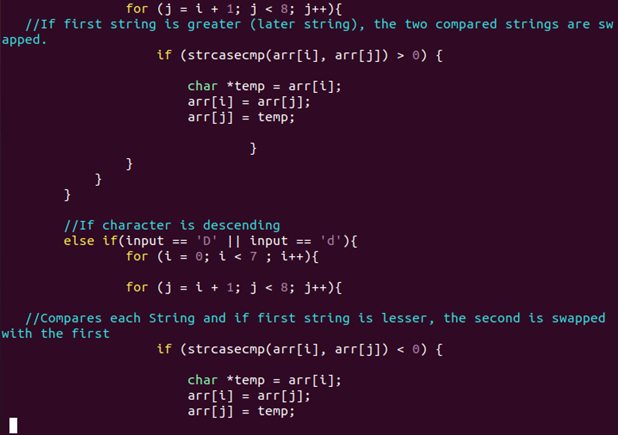 for (j = i + 1; j < 8; j++){
//If first string is greater (later string), the two compared strings are sw
apped.
if (strcasecmp(arr[i], arr[j]) > 0) {
char *temp = arr[i];
arr[i] = arr[j];
arr[j] = temp;
}
}
}
}
//If character is descending
else if(input == 'D' || input == 'd'){
for (i = 0; i < 7 ; i++){
for (j = i + 1; j < 8; j++){
//Compares each String and if first string is lesser, the second is swapped
with the first
if (strcasecmp(arr[i], arr[j]) < 0) {
char *temp = arr[i];
arr[i] = arr[j];
arr[j] = temp;